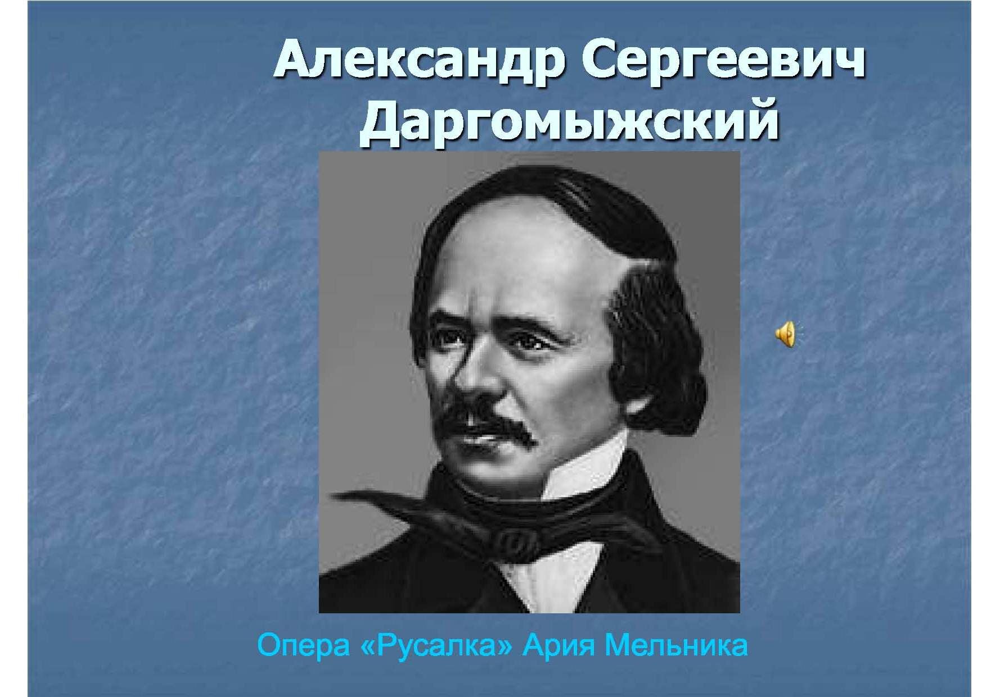 Александр Сергеевич
Даргомыжский
Опера «Русалка» Ария Мельника